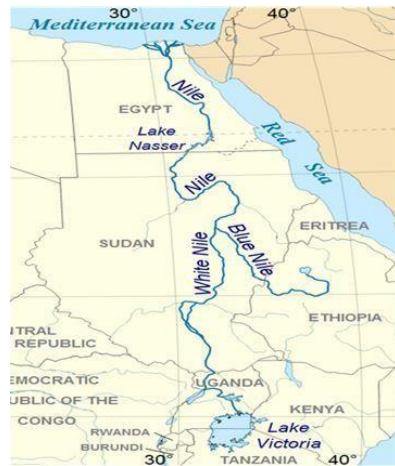 30° 40°
Mediterranean Sea
Nile
EGYPT
Lake
Nasser
Red Sea
Nile
ERITREA
SUDAN
White Nile
Blue Nile
ETHIOPIA
NTRAL
REPUBLIC
EMOCRATIC
UBLIC OF THE
CONGO
UGANDA
KENYA
RWANDA
BURUNDI
Lake
Victoria
TANZANIA
30° 40°